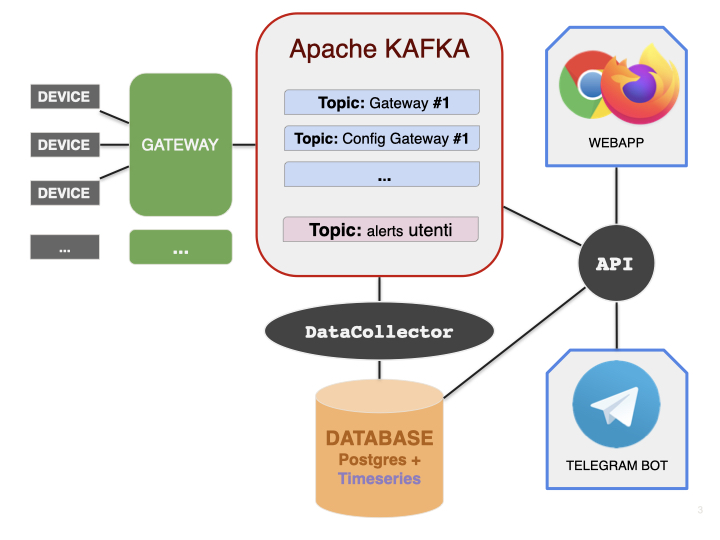 Apache KAFKA
DEVICE
DEVICE
DEVICE
...
GATEWAY
...
Topic: Gateway #1
Topic: Config Gateway #1
...
Topic: alerts utenti
WEBAPP
API
DataCollector
DATABASE
Postgres +
Timeseries
TELEGRAM BOT
3